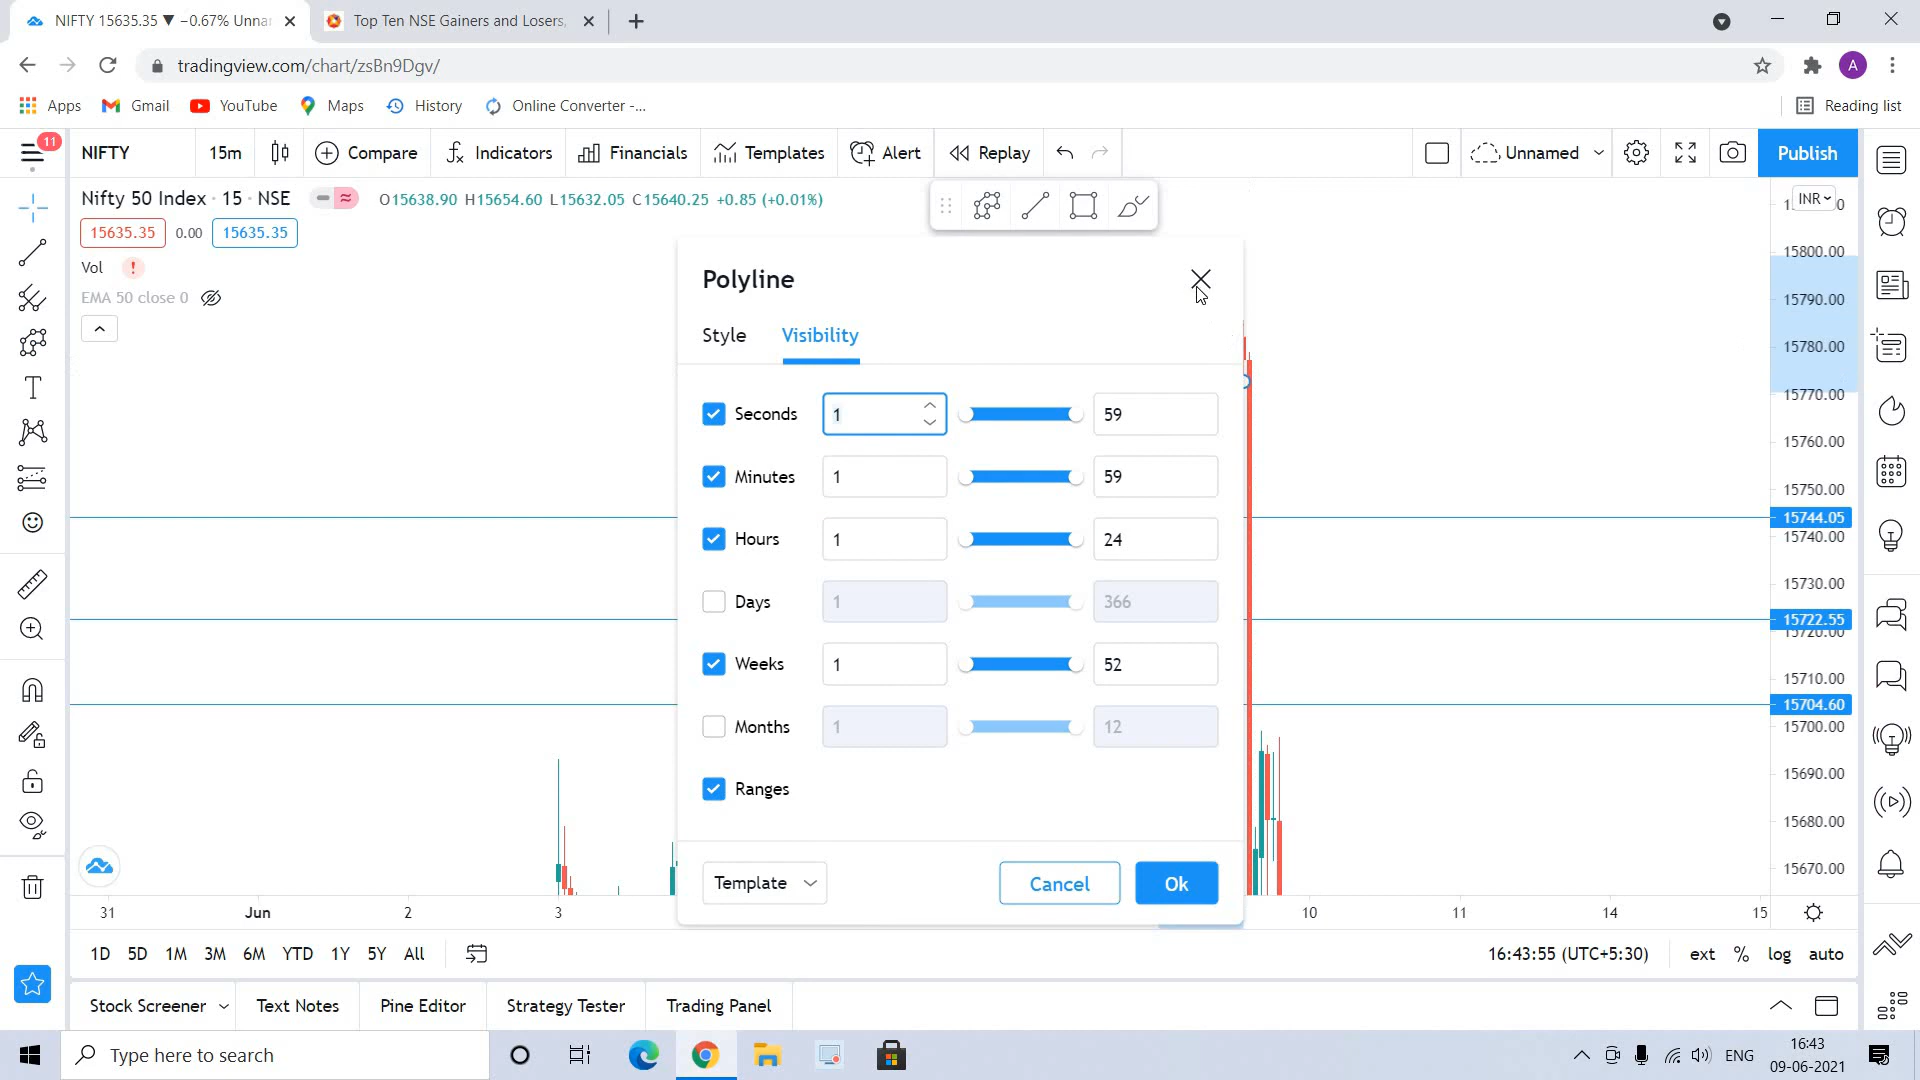 NIFTY 15635.35 ▼ −0.67% Unnar
Top Ten NSE Gainers and Losers,
tradingview.com/chart/zsBn9Dgv/
A
Apps Gmail YouTube Maps History Online Converter -... Reading list
11
NIFTY 15m Compare Indicators Financials Templates Alert Replay Unnamed Publish
Nifty 50 Index · 15 · NSE O15638.90 H15654.60 L15632.05 C15640.25 +0.85 (+0.01%)
INR
15635.35 0.00 15635.35
Vol !
EMA 50 close 0
Polyline
Style Visibility
Seconds 1 59
Minutes 1 59
Hours 1 24
Days 1 366
Weeks 1 52
Months 1 12
Ranges
Template Cancel Ok
15800.00
15790.00
15780.00
15770.00
15760.00
15750.00
15744.05
15740.00
15730.00
15722.55
15720.00
15710.00
15704.60
15700.00
15690.00
15680.00
15670.00
31 Jun 2 3 10 11 14 15
1D 5D 1M 3M 6M YTD 1Y 5Y All 16:43:55 (UTC+5:30) ext % log auto
Stock Screener Text Notes Pine Editor Strategy Tester Trading Panel
Type here to search ENG
16:43
09-06-2021